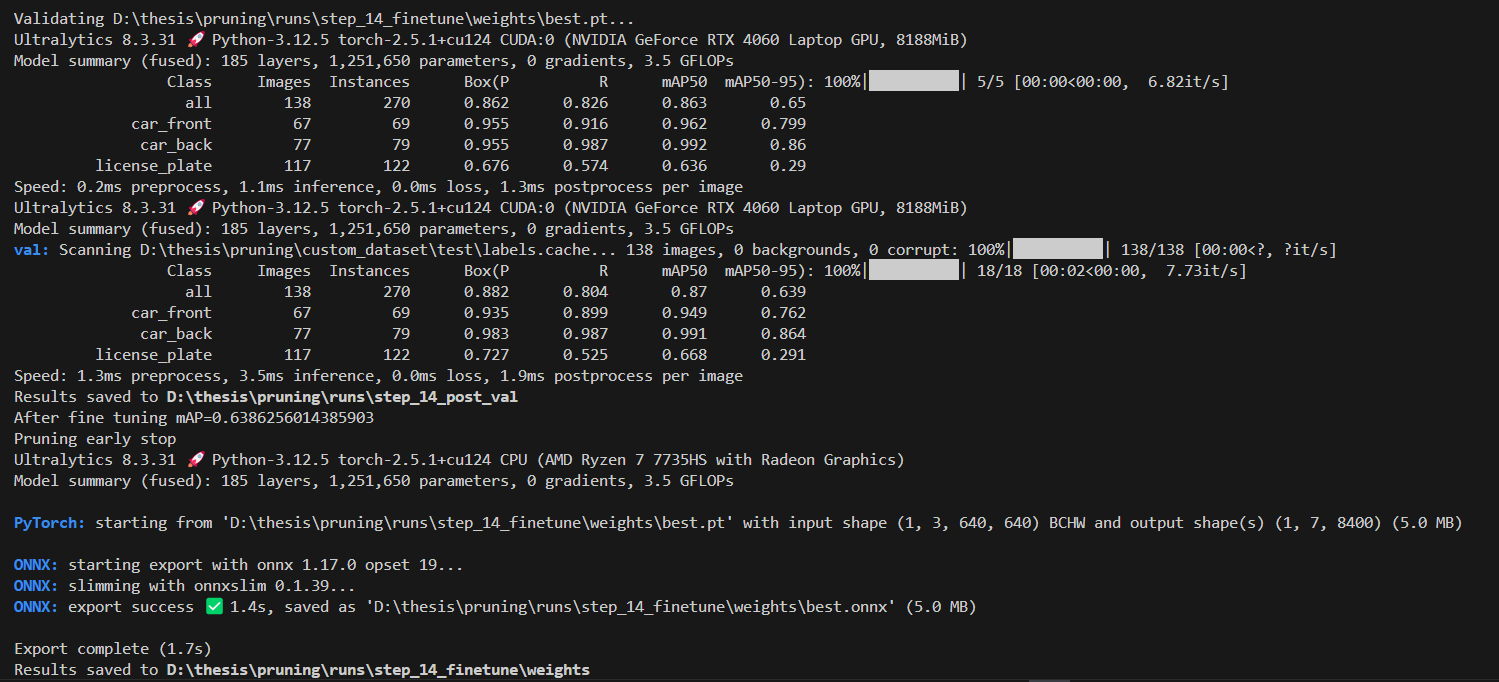 Validating D:\thesis\pruning\runs\step_14_finetune\weights\best.pt...
Ultralytics 8.3.31 🚀 Python-3.12.5 torch-2.5.1+cu124 CUDA:0 (NVIDIA GeForce RTX 4060 Laptop GPU, 8188MiB)
Model summary (fused): 185 layers, 1,251,650 parameters, 0 gradients, 3.5 GFLOPs
Class Images Instances Box(P R mAP50 mAP50-95): 100%|██████████| 5/5 [00:00<00:00, 6.82it/s]
all 138 270 0.862 0.826 0.863 0.65
car_front 67 69 0.955 0.916 0.962 0.799
car_back 77 79 0.955 0.987 0.992 0.86
license_plate 117 122 0.676 0.574 0.636 0.29
Speed: 0.2ms preprocess, 1.1ms inference, 0.0ms loss, 1.3ms postprocess per image
Ultralytics 8.3.31 🚀 Python-3.12.5 torch-2.5.1+cu124 CUDA:0 (NVIDIA GeForce RTX 4060 Laptop GPU, 8188MiB)
Model summary (fused): 185 layers, 1,251,650 parameters, 0 gradients, 3.5 GFLOPs
val: Scanning D:\thesis\pruning\custom_dataset\test\labels.cache... 138 images, 0 backgrounds, 0 corrupt: 100%|██████████| 138/138 [00:00<?, ?it/s]
Class Images Instances Box(P R mAP50 mAP50-95): 100%|██████████| 18/18 [00:02<00:00, 7.73it/s]
all 138 270 0.882 0.804 0.87 0.639
car_front 67 69 0.935 0.899 0.949 0.762
car_back 77 79 0.983 0.987 0.991 0.864
license_plate 117 122 0.727 0.525 0.668 0.291
Speed: 1.3ms preprocess, 3.5ms inference, 0.0ms loss, 1.9ms postprocess per image
Results saved to D:\thesis\pruning\runs\step_14_post_val
After fine tuning mAP=0.6386256014385903
Pruning early stop
Ultralytics 8.3.31 🚀 Python-3.12.5 torch-2.5.1+cu124 CPU (AMD Ryzen 7 7735HS with Radeon Graphics)
Model summary (fused): 185 layers, 1,251,650 parameters, 0 gradients, 3.5 GFLOPs
PyTorch: starting from 'D:\thesis\pruning\runs\step_14_finetune\weights\best.pt' with input shape (1, 3, 640, 640) BCHW and output shape(s) (1, 7, 8400) (5.0 MB)
ONNX: starting export with onnx 1.17.0 opset 19...
ONNX: slimming with onnxslim 0.1.39...
ONNX: export success ✅ 1.4s, saved as 'D:\thesis\pruning\runs\step_14_finetune\weights\best.onnx' (5.0 MB)
Export complete (1.7s)
Results saved to D:\thesis\pruning\runs\step_14_finetune\weights